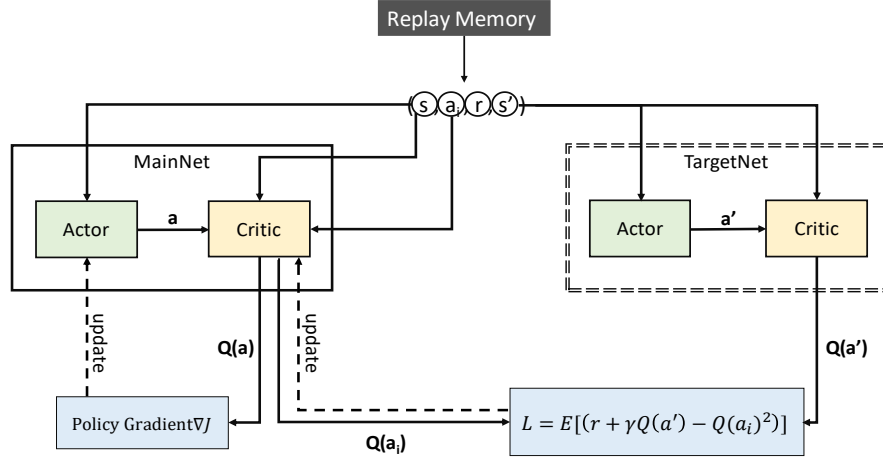 Replay Memory
(s, a_i, r, s')
MainNet
TargetNet
Actor
a
Critic
Actor
a'
Critic
update
Q(a)
update
Q(a')
Policy Gradient∇J
L = E[(r + γQ(a') − Q(a_i)^2)]
Q(a_i)